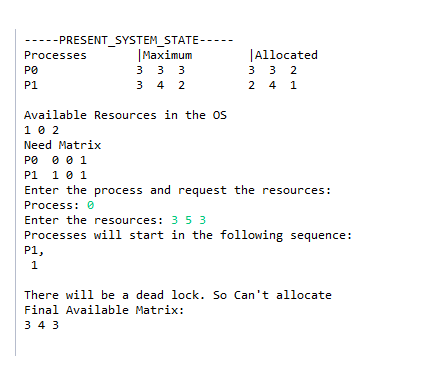 -----PRESENT_SYSTEM_STATE-----
Processes |Maximum |Allocated
P0 3 3 3 3 3 2
P1 3 4 2 2 4 1
Available Resources in the OS
1 0 2
Need Matrix
P0 0 0 1
P1 1 0 1
Enter the process and request the resources:
Process: 0
Enter the resources: 3 5 3
Processes will start in the following sequence:
P1,
1
There will be a dead lock. So Can't allocate
Final Available Matrix:
3 4 3